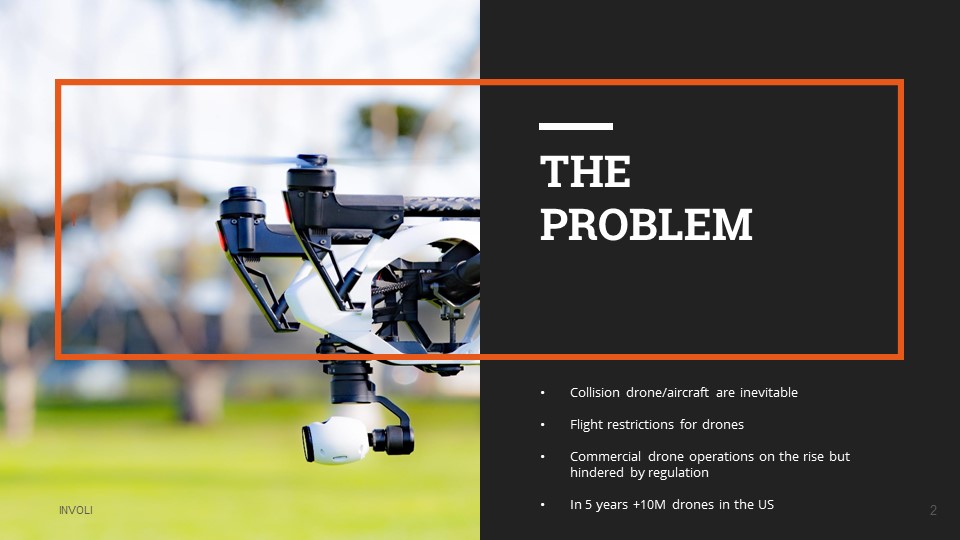 THE
PROBLEM
• Collision drone/aircraft are inevitable
• Flight restrictions for drones
• Commercial drone operations on the rise but
hindered by regulation
• In 5 years +10M drones in the US
INVOLI
2